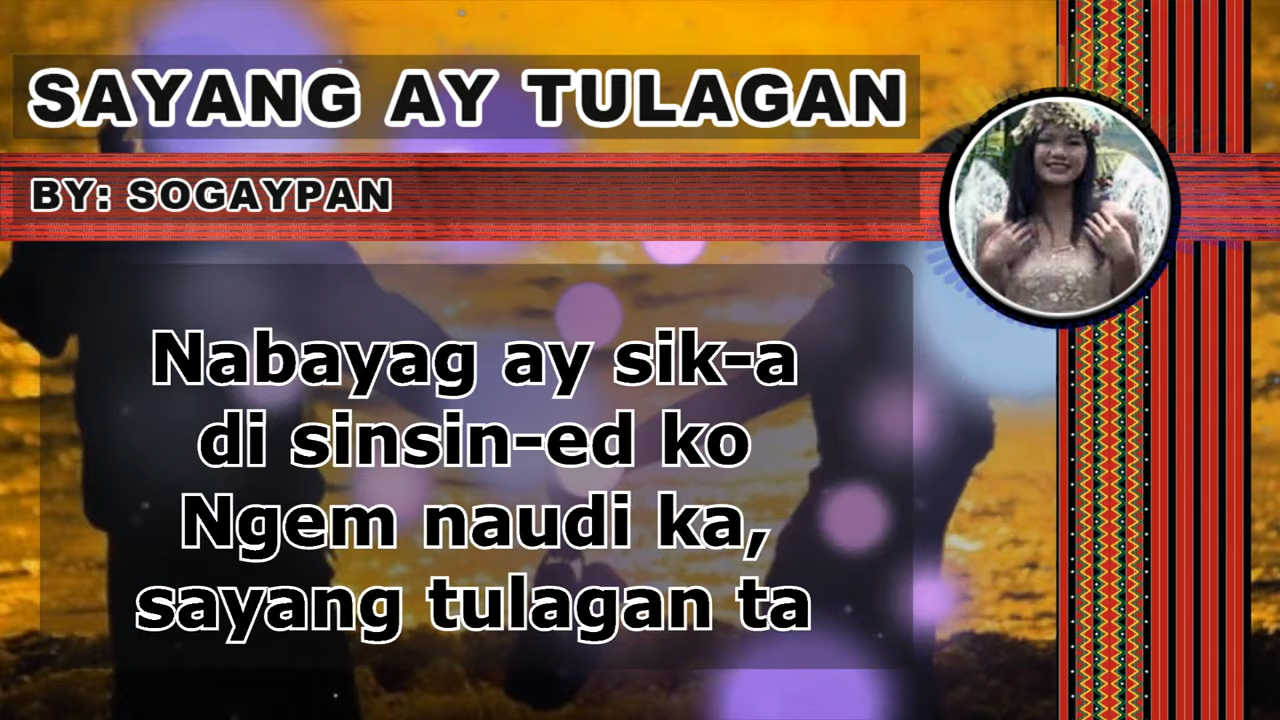 SAYANG AY TULAGAN
BY: SOGAYPAN
Nabayag ay sik-a
di sinsin-ed ko
Ngem naudi ka,
sayang tulagan ta